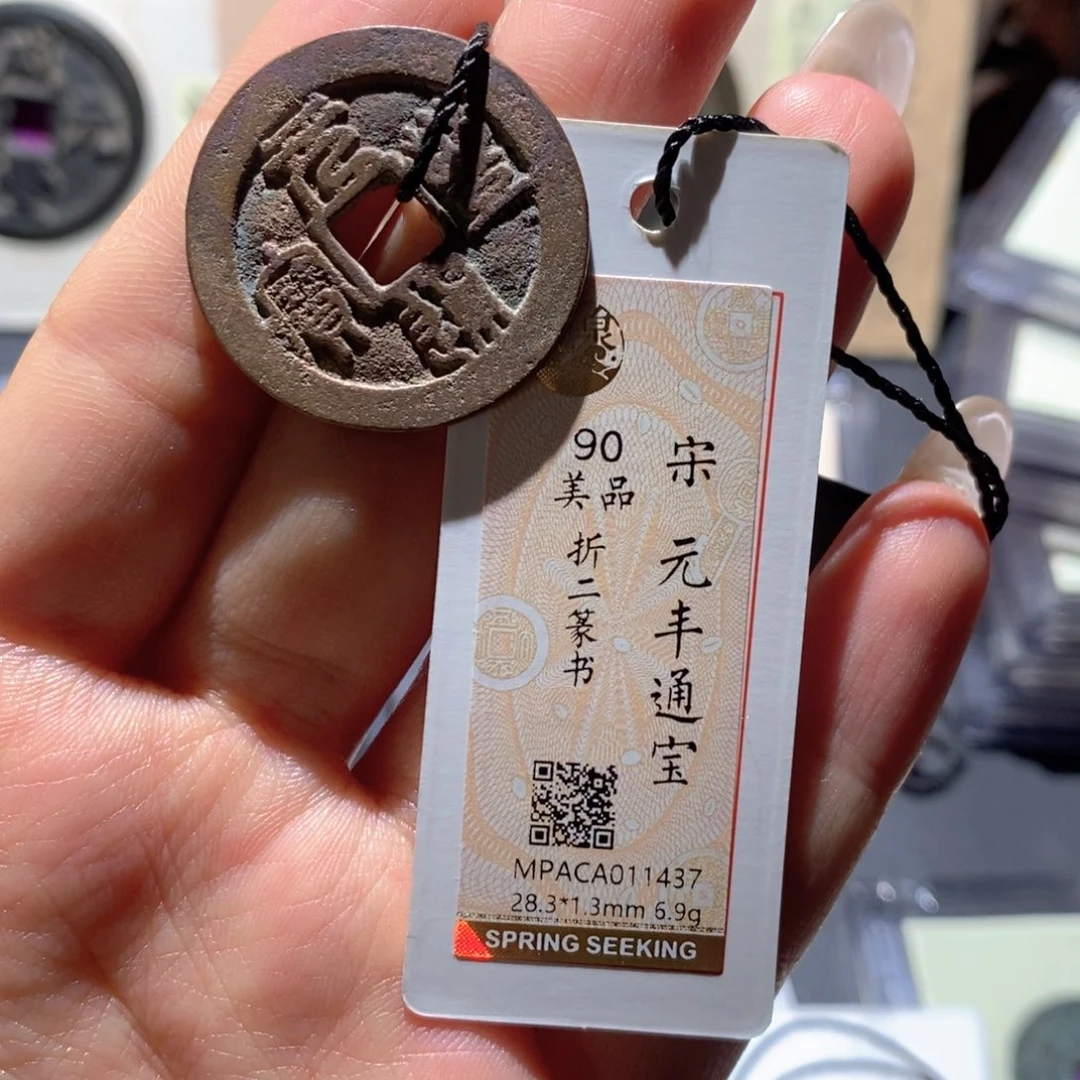 泉
宋 元丰通宝
90
美品
折二篆书
MPACA011437
28.3*1.3mm 6.9g
SPRING SEEKING